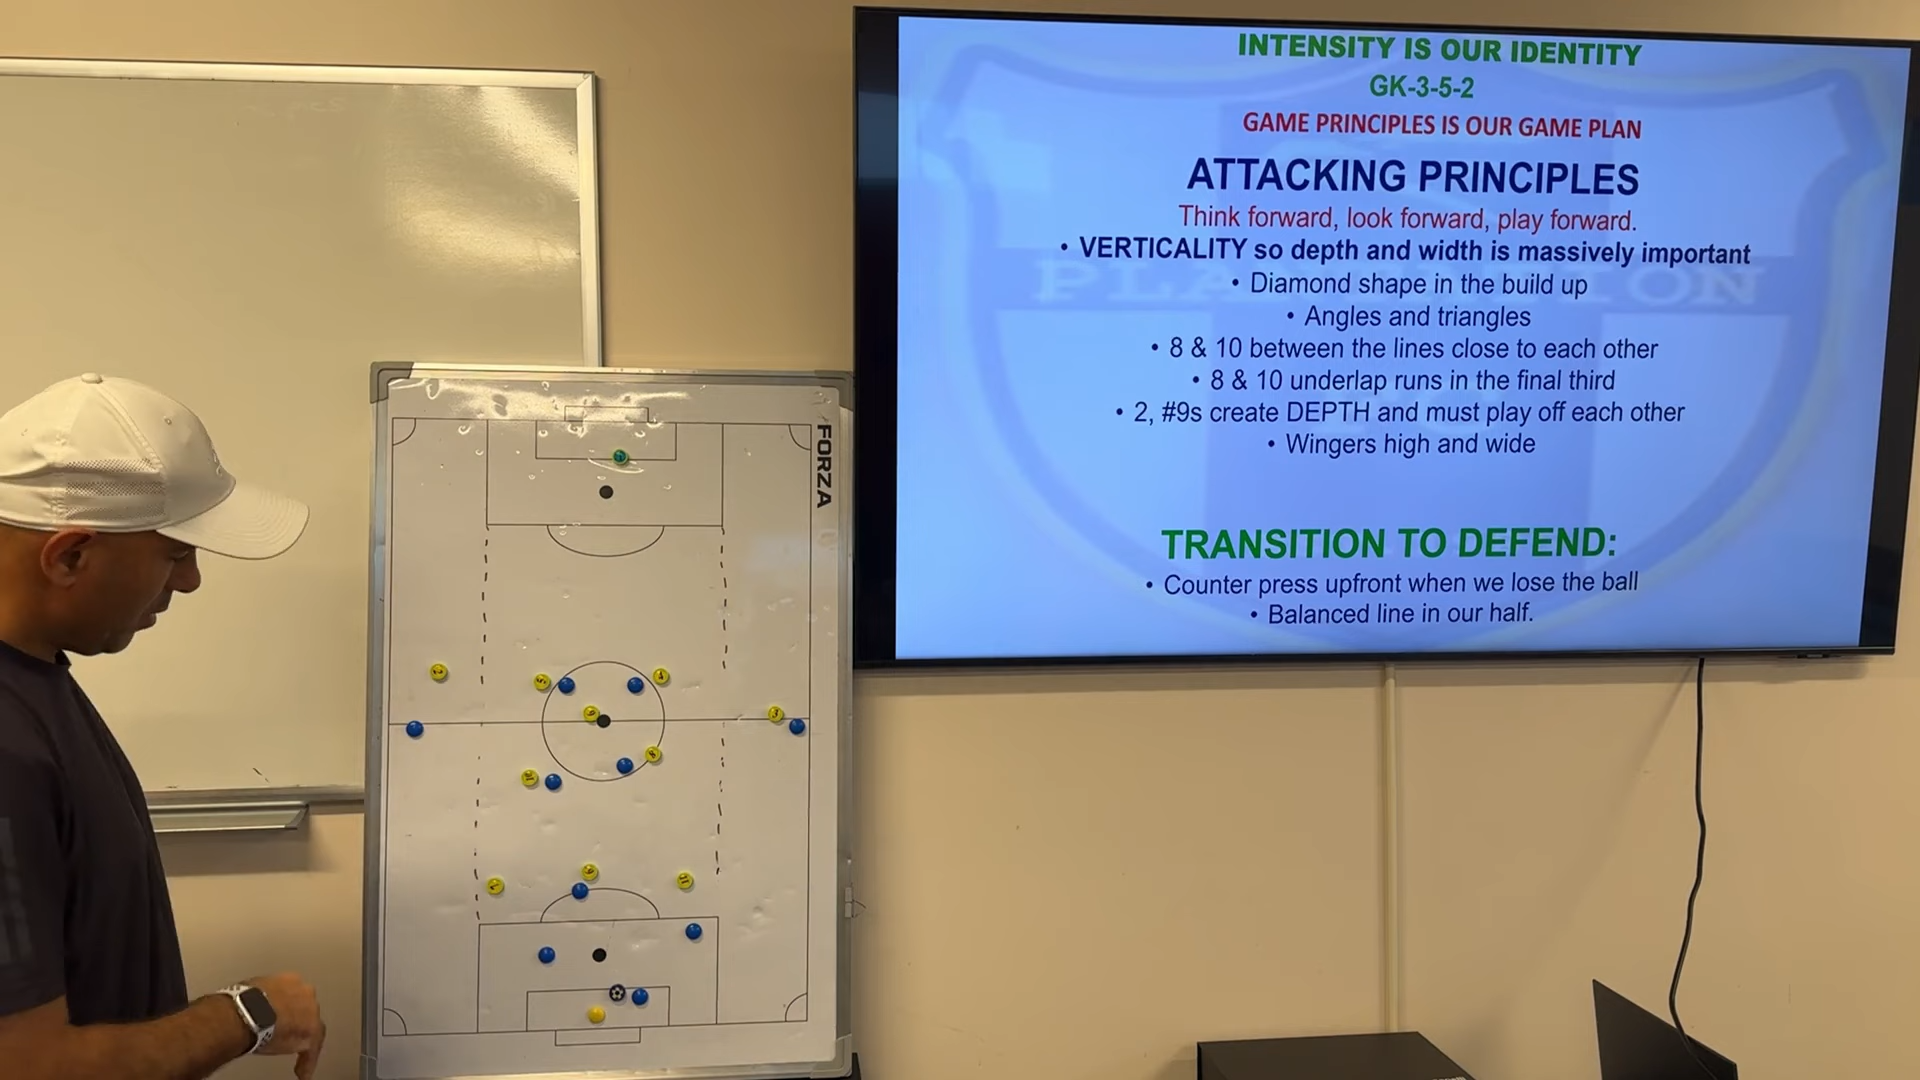 INTENSITY IS OUR IDENTITY
GK-3-5-2
GAME PRINCIPLES IS OUR GAME PLAN
ATTACKING PRINCIPLES
Think forward, look forward, play forward.
• VERTICALITY so depth and width is massively important
• Diamond shape in the build up
• Angles and triangles
• 8 & 10 between the lines close to each other
• 8 & 10 underlap runs in the final third
• 2, #9s create DEPTH and must play off each other
• Wingers high and wide
TRANSITION TO DEFEND:
• Counter press upfront when we lose the ball
• Balanced line in our half.
FORZA